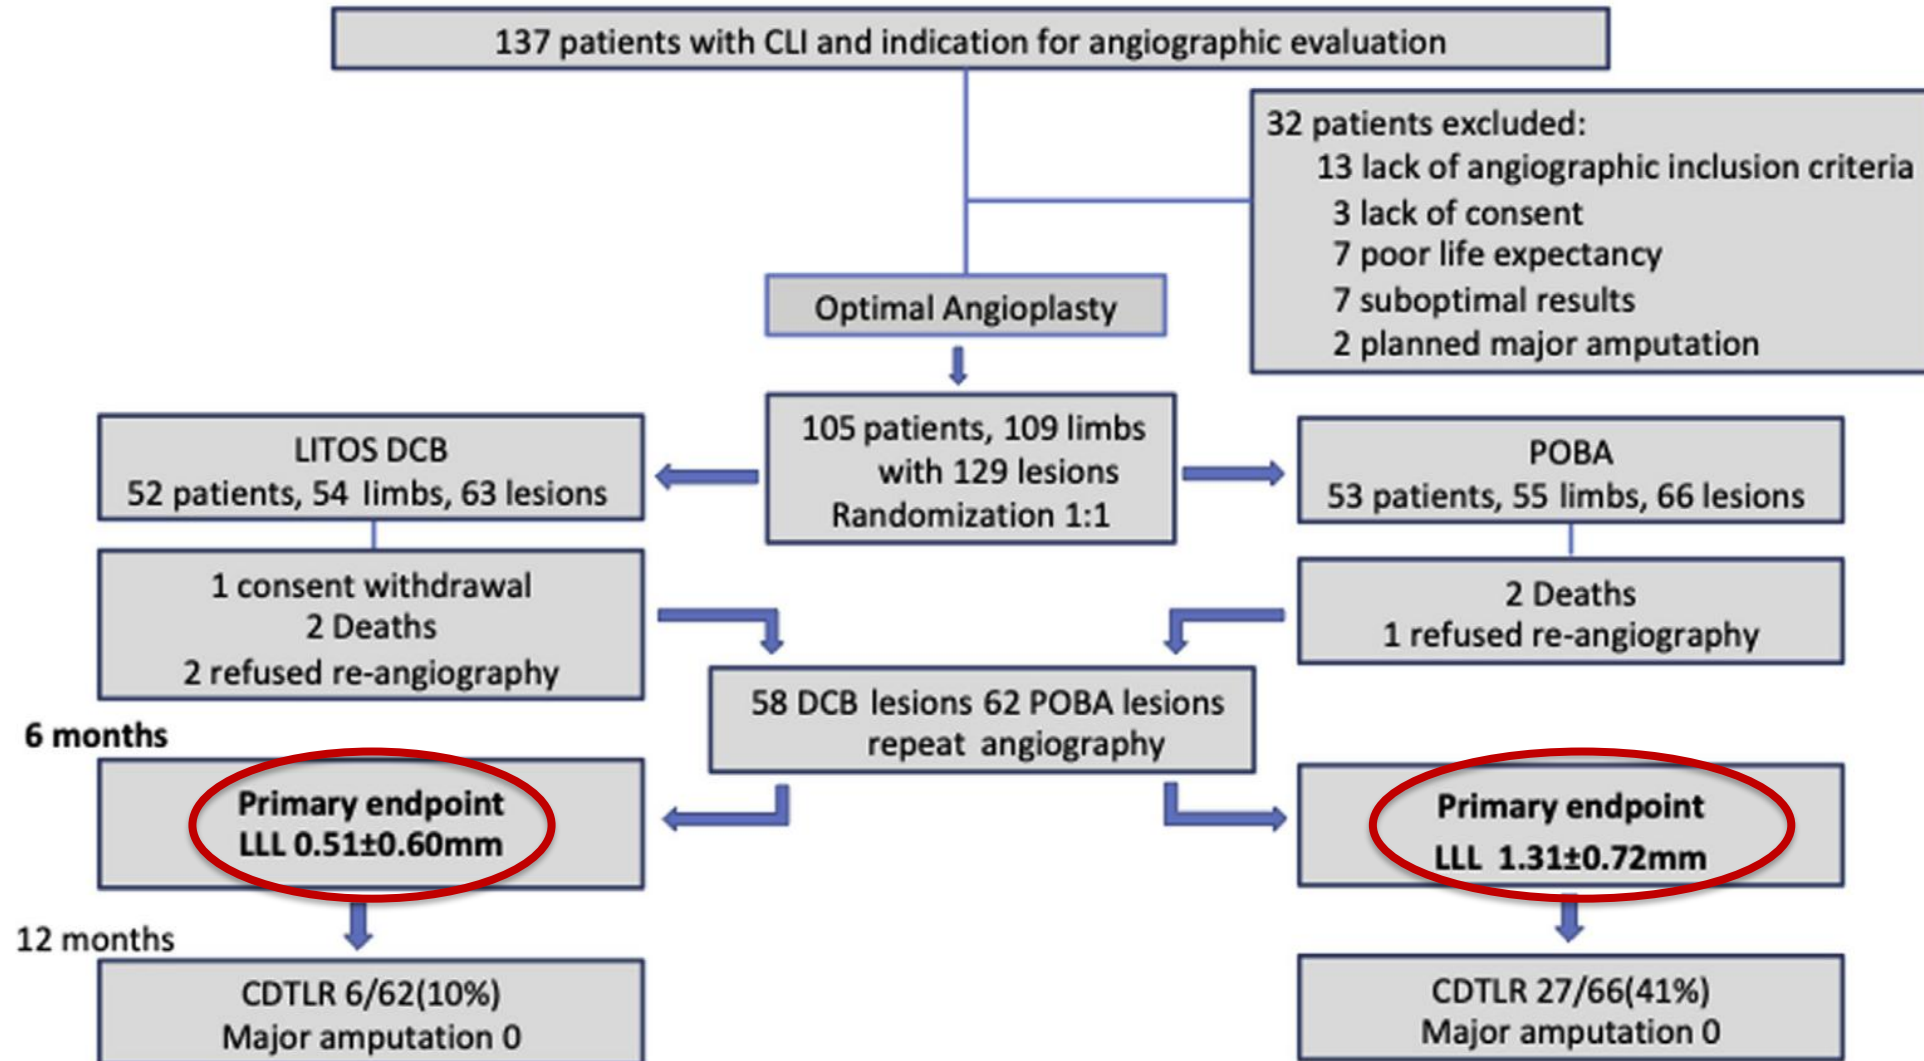 137 patients with CLI and indication for angiographic evaluation
32 patients excluded:
13 lack of angiographic inclusion criteria
3 lack of consent
7 poor life expectancy
7 suboptimal results
2 planned major amputation
Optimal Angioplasty
105 patients, 109 limbs
with 129 lesions
Randomization 1:1
LITOS DCB
52 patients, 54 limbs, 63 lesions
POBA
53 patients, 55 limbs, 66 lesions
1 consent withdrawal
2 Deaths
2 refused re-angiography
2 Deaths
1 refused re-angiography
58 DCB lesions 62 POBA lesions
repeat angiography
6 months
Primary endpoint
LLL 0.51±0.60mm
Primary endpoint
LLL 1.31±0.72mm
12 months
CDTLR 6/62(10%)
Major amputation 0
CDTLR 27/66(41%)
Major amputation 0